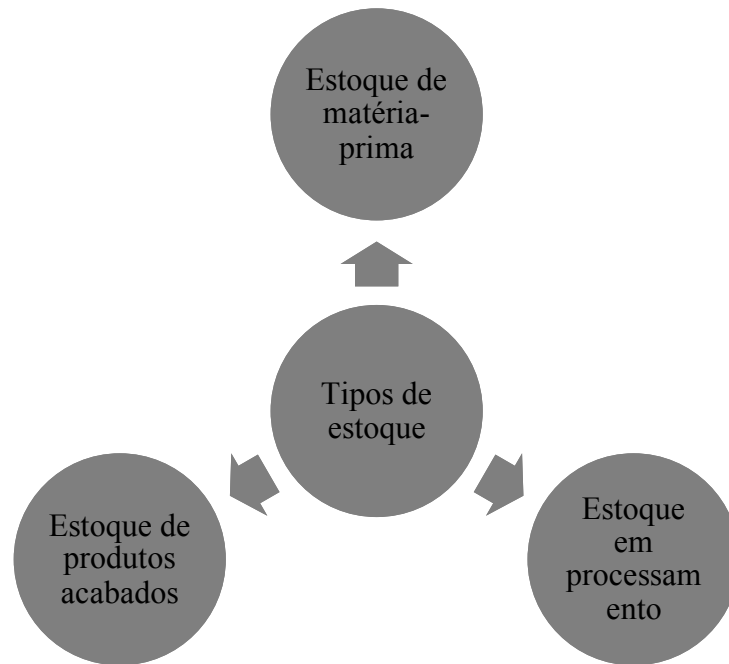 Estoque de
matéria-
prima
Tipos de
estoque
Estoque de
produtos
acabados
Estoque
em
processam
ento